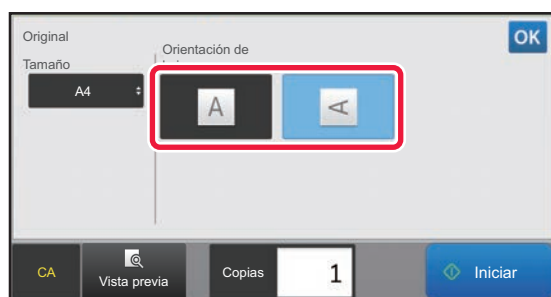 Original
OK
Orientación de
Tamaño
A4
A
A
CA
Vista previa
Copias
1
Iniciar